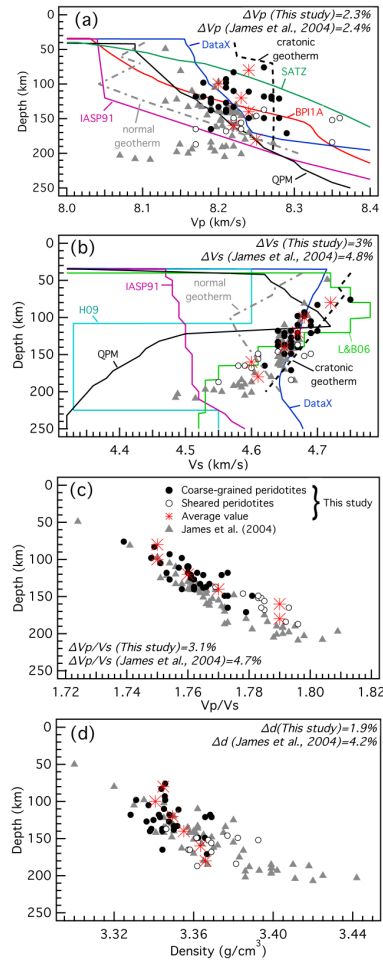 (a)
ΔVp (This study)=2.3%
ΔVp (James et al., 2004)=2.4%
DataX
cratonic
geotherm
SATZ
BPI1A
IASP91
normal
geotherm
QPM
Depth (km)
0
50
100
150
200
250
8.0
8.1
8.2
8.3
8.4
Vp (km/s)
(b)
ΔVs (This study)=3%
ΔVs (James et al., 2004)=4.8%
IASP91
normal
geotherm
H09
QPM
L&B06
cratonic
geotherm
DataX
Depth (km)
0
50
100
150
200
250
4.4
4.5
4.6
4.7
Vs (km/s)
(c)
Coarse-grained peridotites
Sheared peridotites
Average value
This study
James et al. (2004)
ΔVp/Vs (This study)=3.1%
ΔVp/Vs (James et al., 2004)=4.7%
Depth (km)
0
50
100
150
200
250
1.72
1.74
1.76
1.78
1.80
1.82
Vp/Vs
(d)
Δd(This study)=1.9%
Δd (James et al., 2004)=4.2%
Depth (km)
0
50
100
150
200
250
3.32
3.36
3.40
3.44
Density (g/cm3)